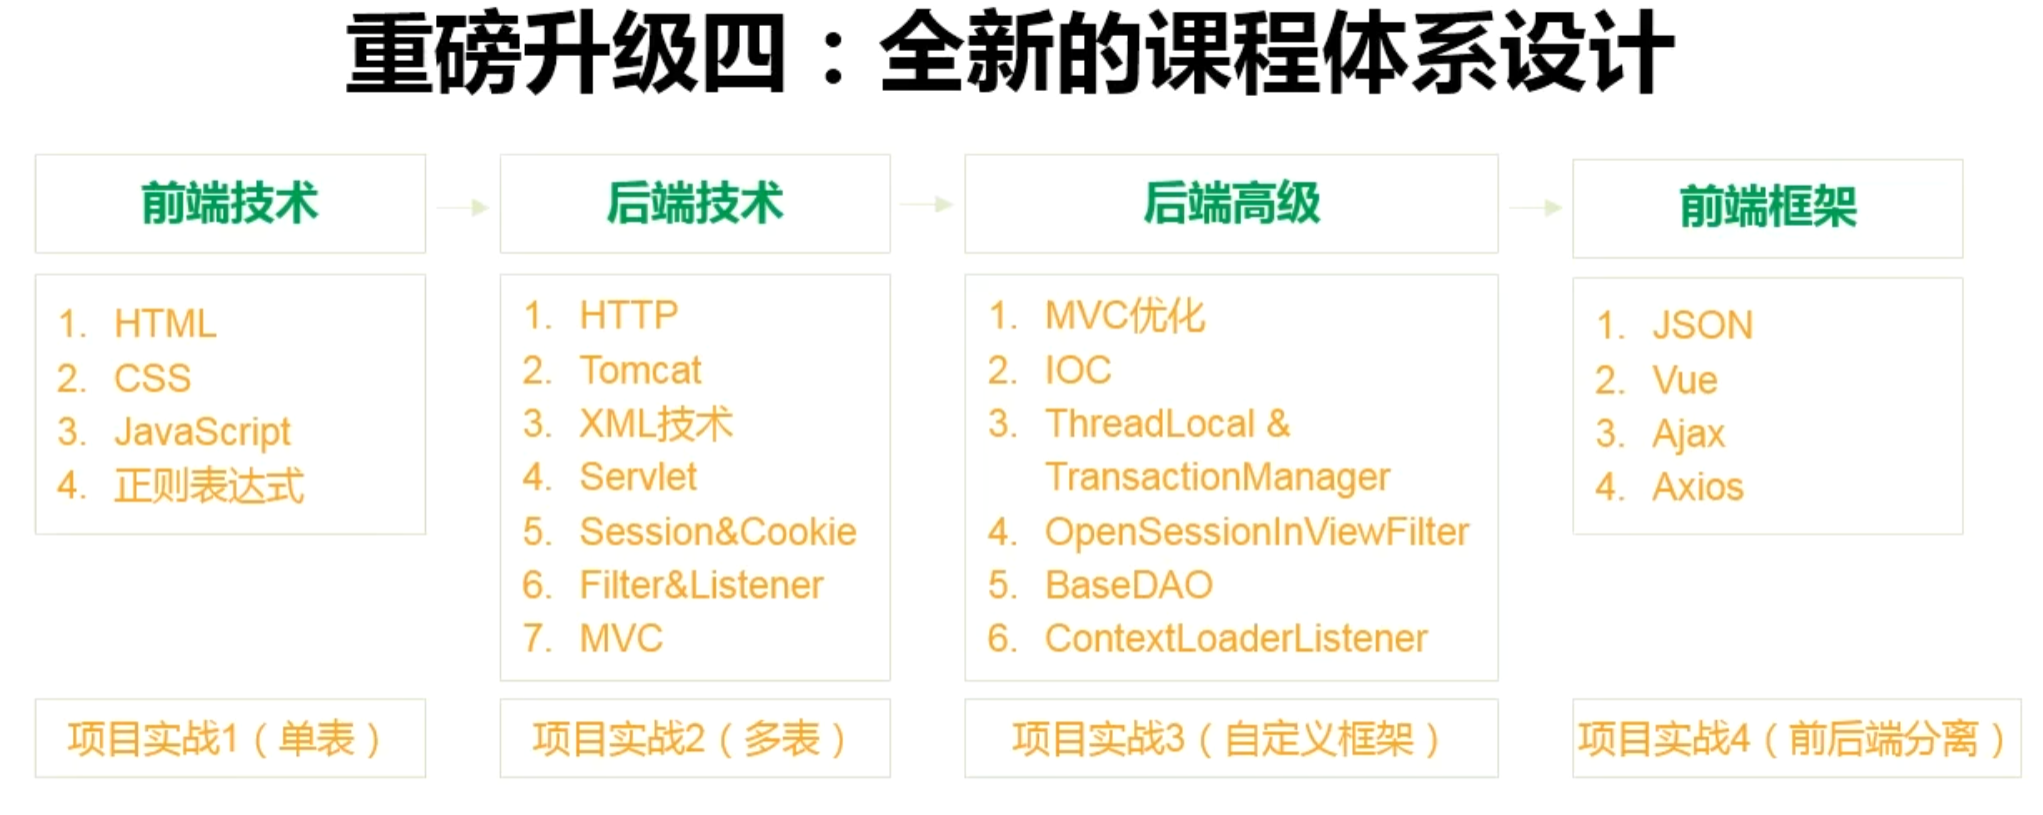 重磅升级四：全新的课程体系设计
前端技术
1. HTML
2. CSS
3. JavaScript
4. 正则表达式
项目实战1（单表）
后端技术
1. HTTP
2. Tomcat
3. XML技术
4. Servlet
5. Session&Cookie
6. Filter&Listener
7. MVC
项目实战2（多表）
后端高级
1. MVC优化
2. IOC
3. ThreadLocal &
TransactionManager
4. OpenSessionInViewFilter
5. BaseDAO
6. ContextLoaderListener
项目实战3（自定义框架）
前端框架
1. JSON
2. Vue
3. Ajax
4. Axios
项目实战4（前后端分离）